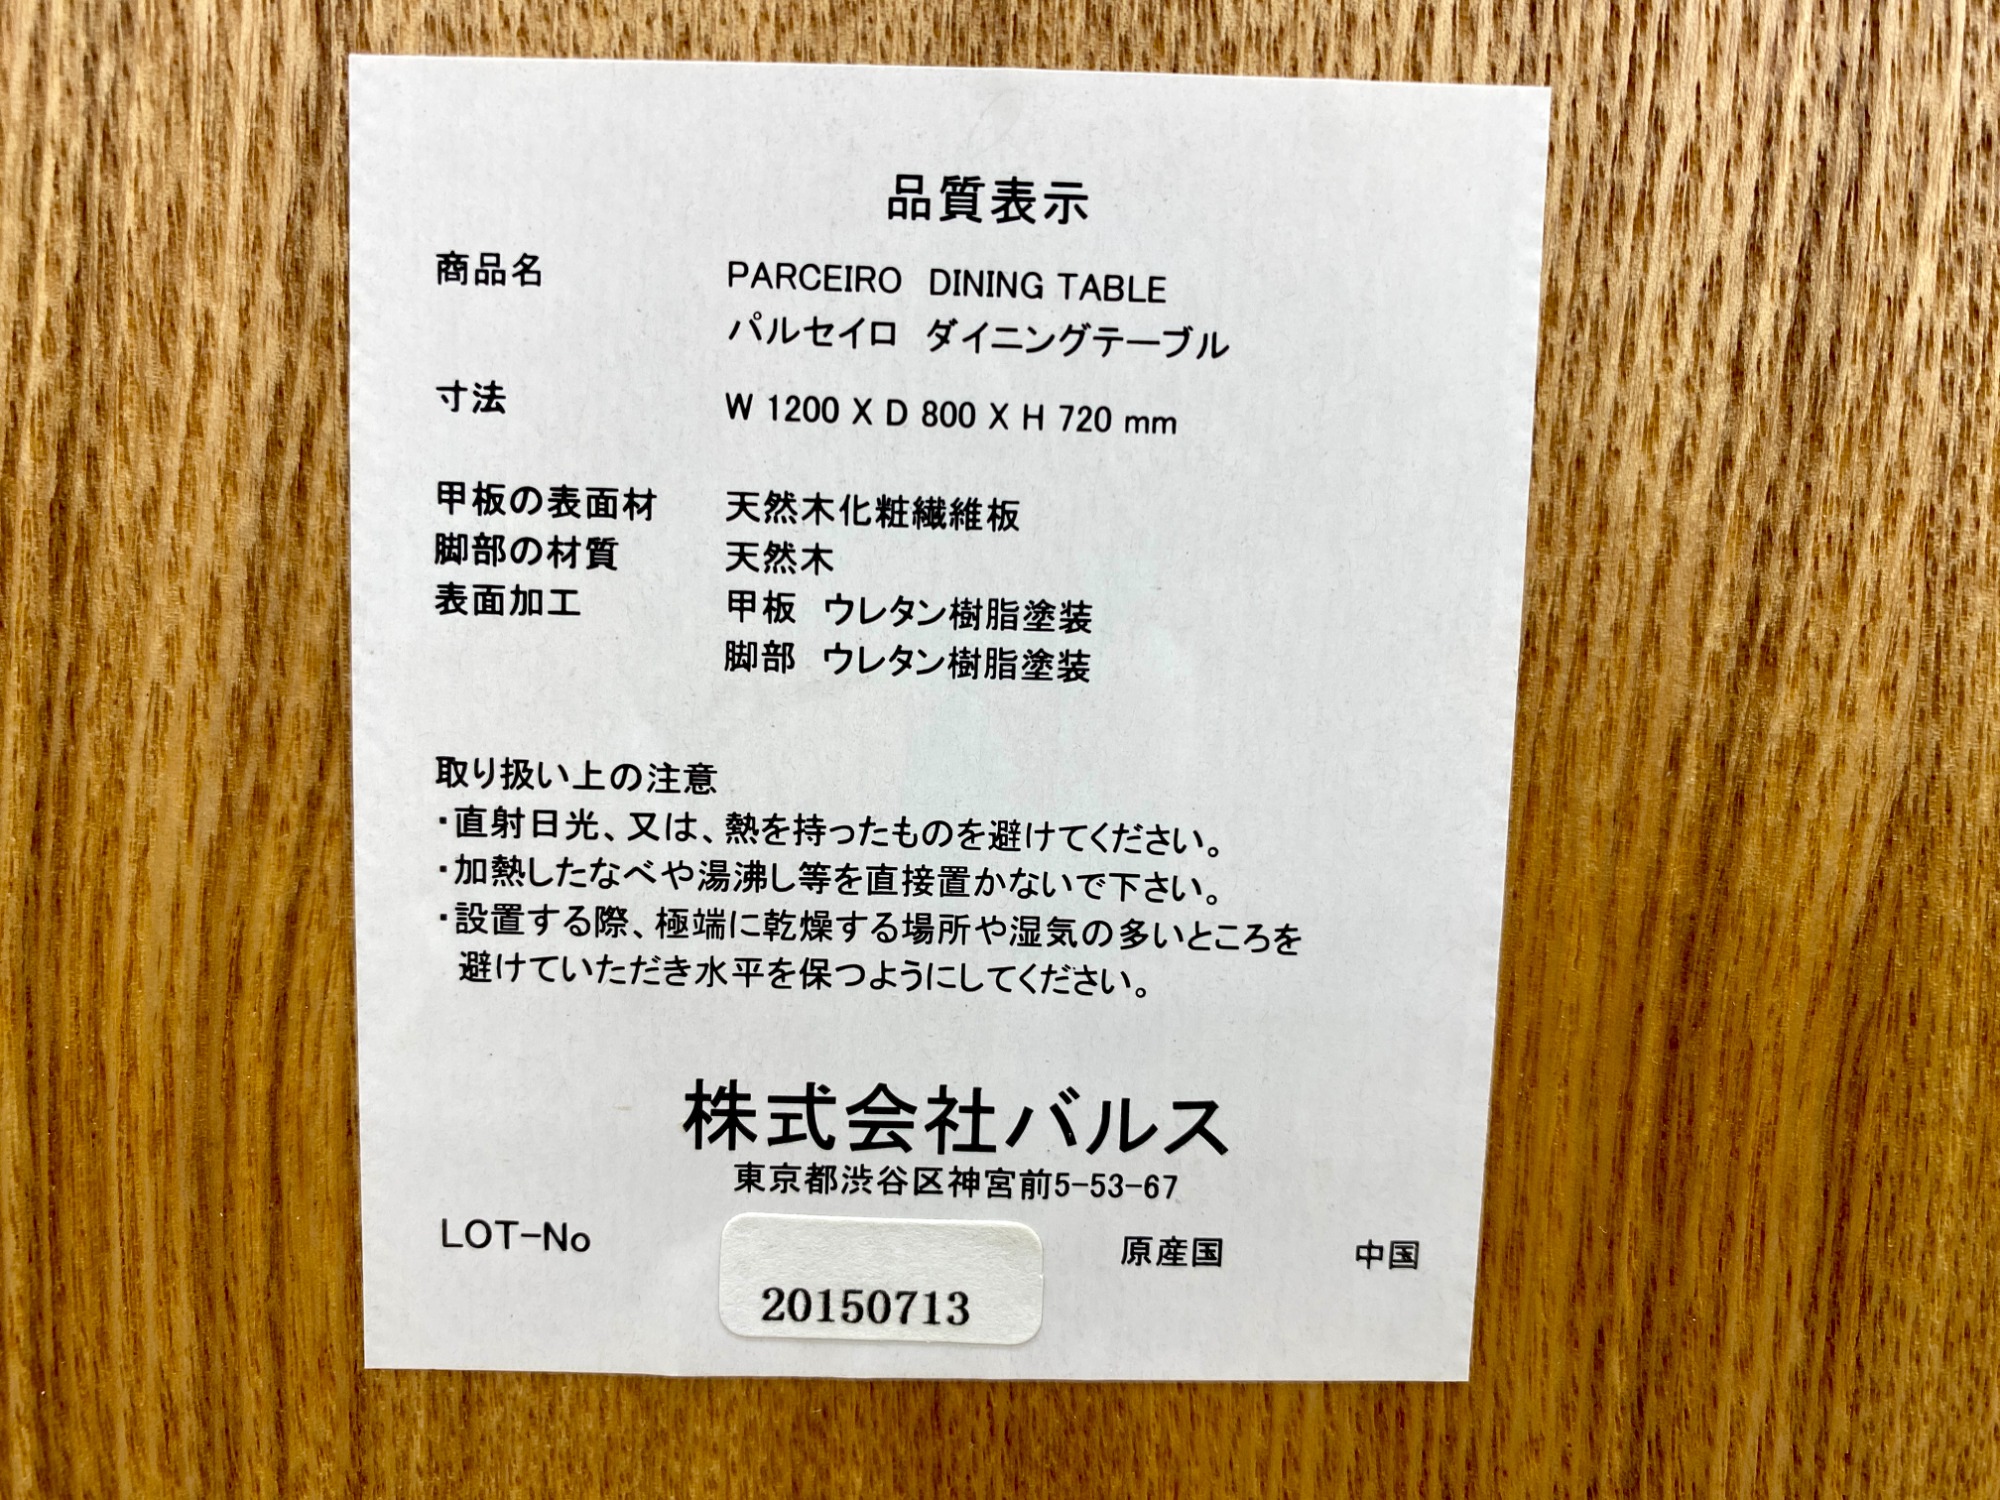 品質表示
商品名 PARCEIRO DINING TABLE
パルセイロ ダイニングテーブル
寸法 W 1200 X D 800 X H 720 mm
甲板の表面材 天然木化粧繊維板
脚部の材質 天然木
表面加工 甲板 ウレタン樹脂塗装
脚部 ウレタン樹脂塗装
取り扱い上の注意
・直射日光、又は、熱を持ったものを避けてください。
・加熱したなべや湯沸し等を直接置かないで下さい。
・設置する際、極端に乾燥する場所や湿気の多いところを
避けていただき水平を保つようにしてください。
株式会社バルス
東京都渋谷区神宮前5-53-67
LOT-No 20150713 原産国 中国